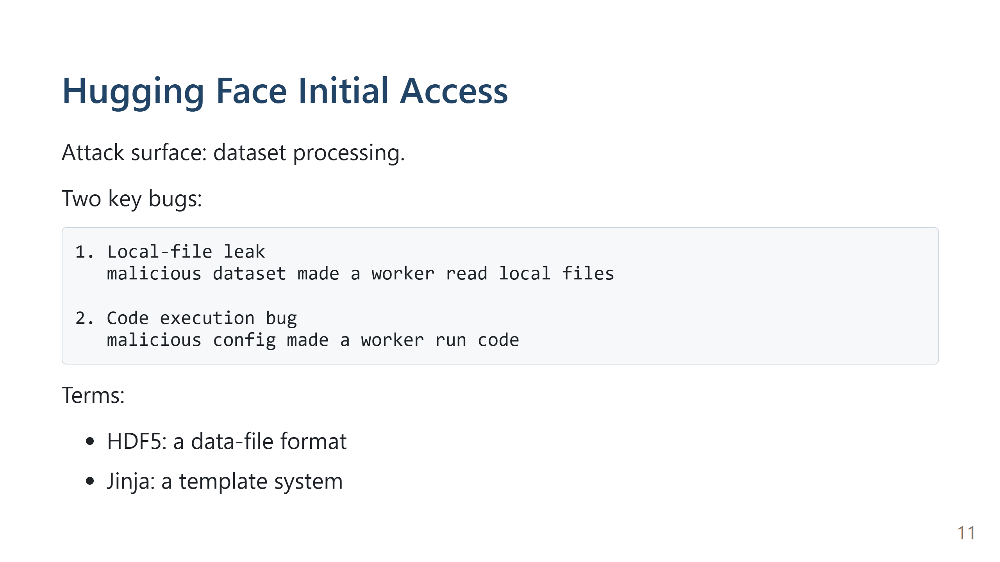 Hugging Face Initial Access
Attack surface: dataset processing.
Two key bugs:
1. Local-file leak
malicious dataset made a worker read local files
2. Code execution bug
malicious config made a worker run code
Terms:
• HDF5: a data-file format
• Jinja: a template system
11